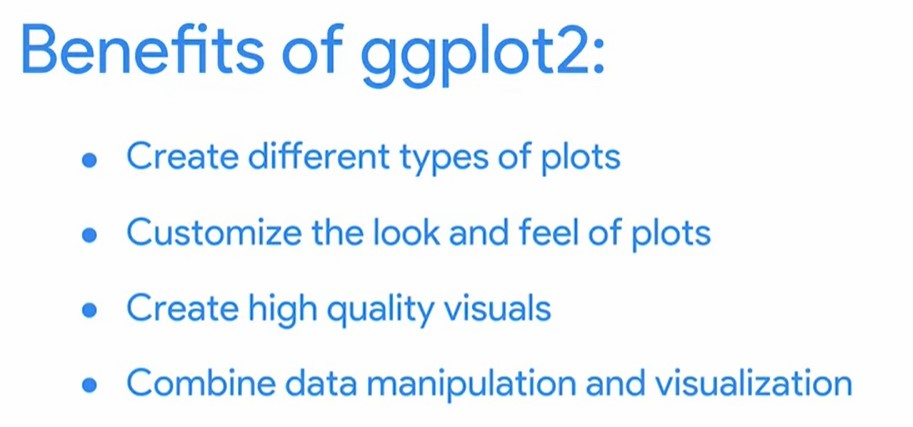 Benefits of ggplot2:
● Create different types of plots
● Customize the look and feel of plots
● Create high quality visuals
● Combine data manipulation and visualization